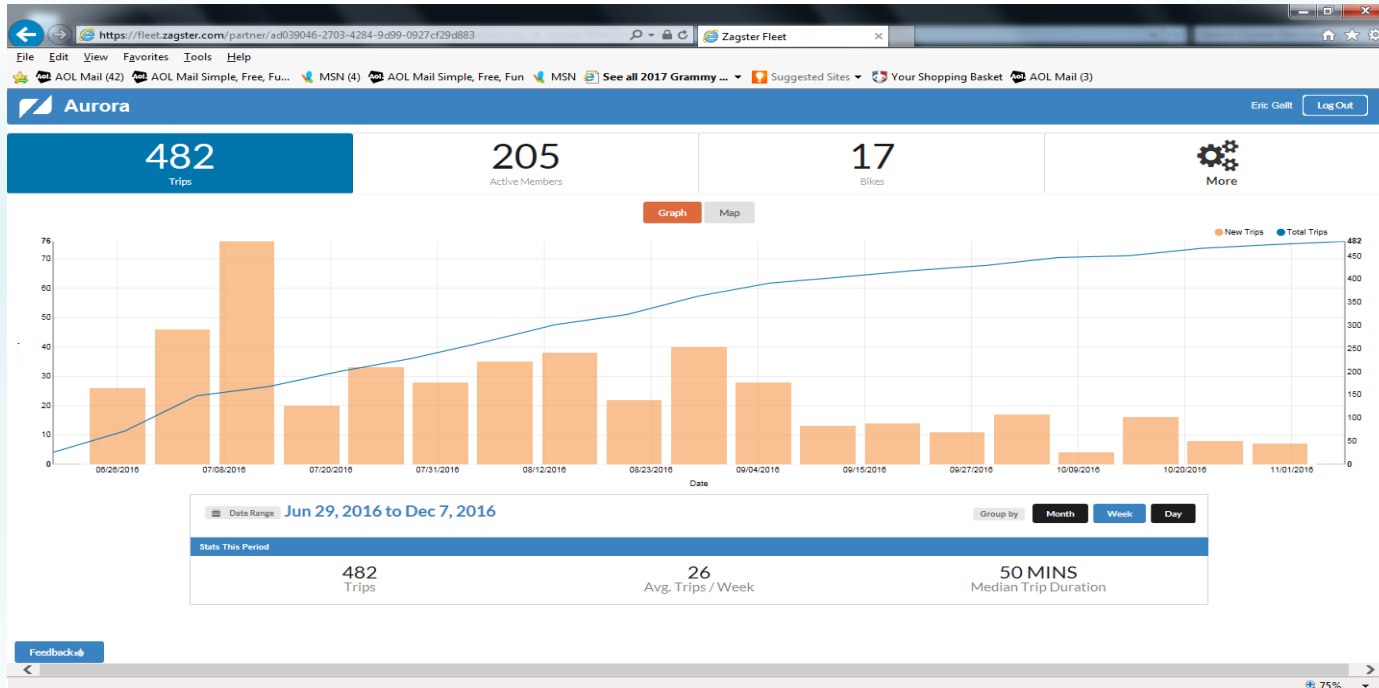 https://fleet.zagster.com/partner/ad039046-2703-4284-9d99-0927cf29d883
Zagster Fleet
File Edit View Favorites Tools Help
AOL Mail (42) AOL Mail Simple, Free, Fu... MSN (4) AOL Mail Simple, Free, Fun MSN See all 2017 Grammy ... Suggested Sites Your Shopping Basket AOL Mail (3)
Aurora
Eric Gallt Log Out
482 205 17
Trips Active Members Bikes More
Graph Map
New Trips Total Trips
76 482
70 450
60 400
50 350
40 300
30 250
20 200
10 150
0 100
50
0
06/26/2016 07/08/2016 07/20/2016 07/31/2016 08/12/2016 08/23/2016 09/04/2016 09/15/2016 09/27/2016 10/09/2016 10/20/2016 11/01/2016
Date
Date Range Jun 29, 2016 to Dec 7, 2016 Group by Month Week Day
Stats This Period
482 26 50 MINS
Trips Avg. Trips / Week Median Trip Duration
Feedback
75%